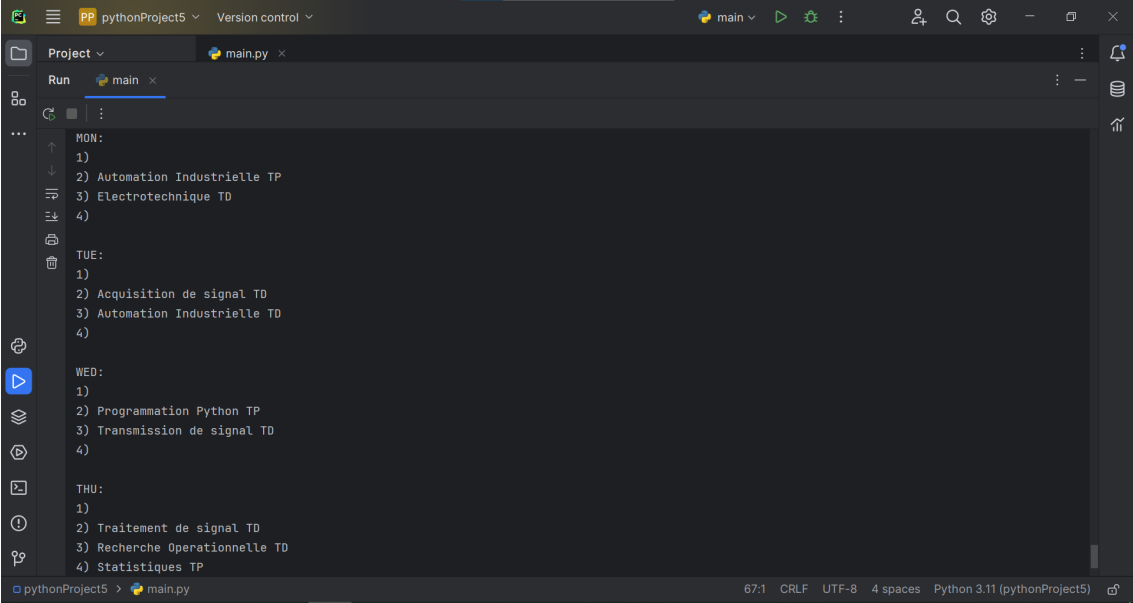 PC
PP pythonProject5 Version control main
Project main.py
Run main
MON:
1)
2) Automation Industrielle TP
3) Electrotechnique TD
4)
TUE:
1)
2) Acquisition de signal TD
3) Automation Industrielle TD
4)
WED:
1)
2) Programmation Python TP
3) Transmission de signal TD
4)
THU:
1)
2) Traitement de signal TD
3) Recherche Operationnelle TD
4) Statistiques TP
pythonProject5 > main.py 67:1 CRLF UTF-8 4 spaces Python 3.11 (pythonProject5)